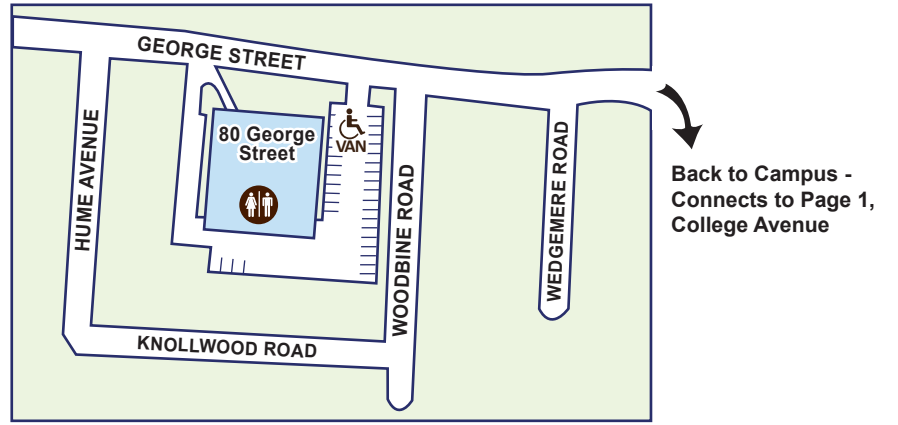 GEORGE STREET
HUME AVENUE
80 George
Street
VAN
WOODBINE ROAD
WEDGEMERE ROAD
KNOLLWOOD ROAD
Back to Campus -
Connects to Page 1,
College Avenue